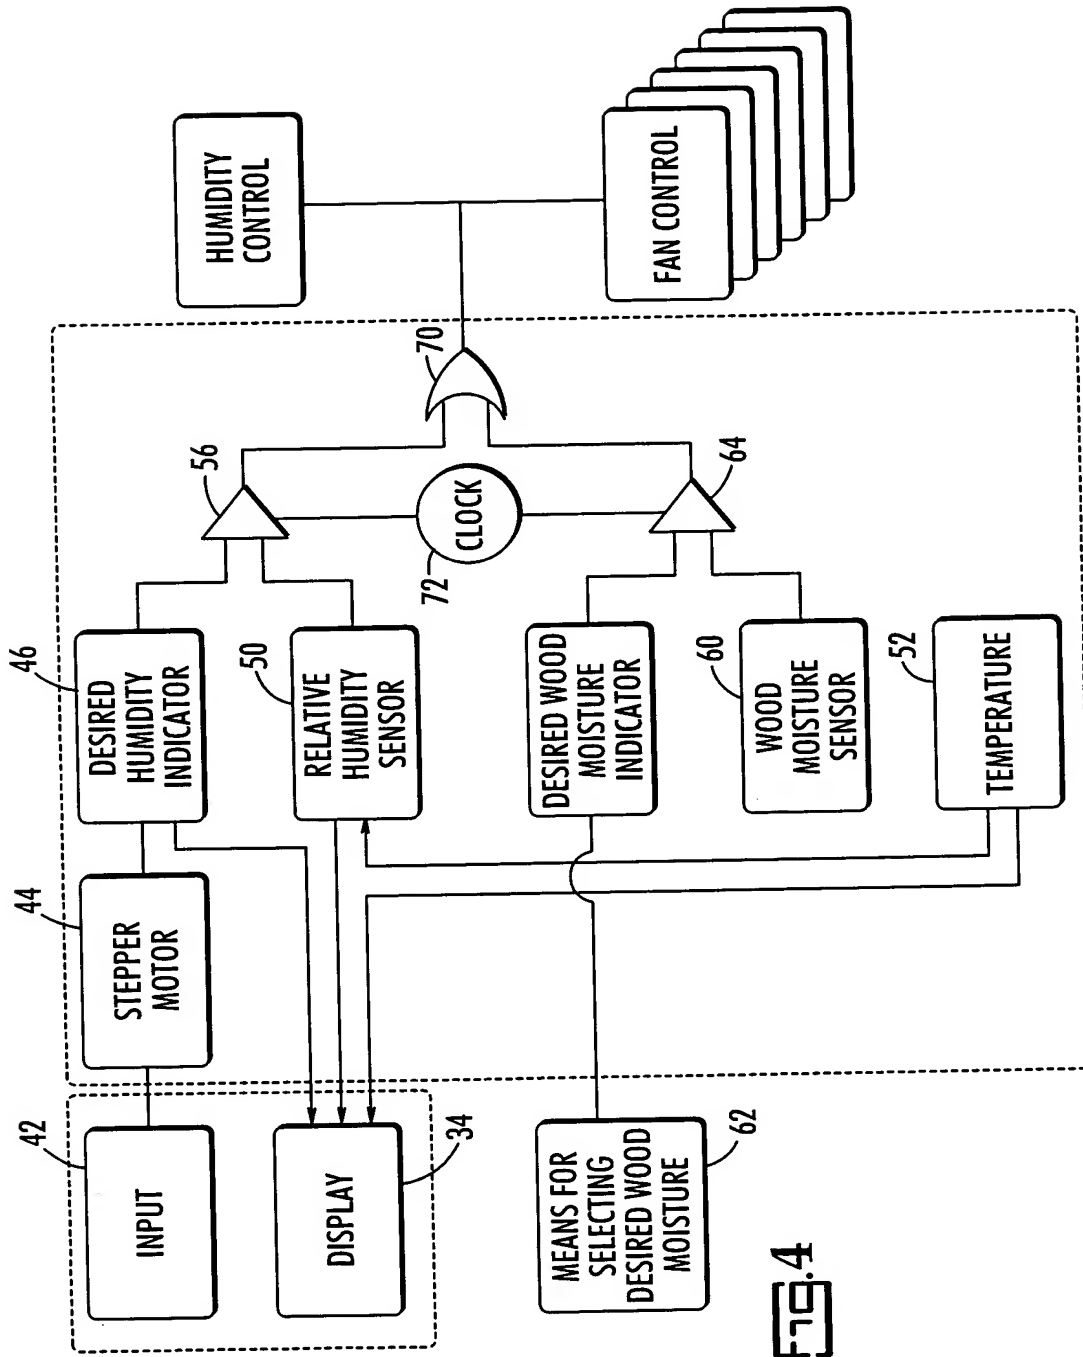 42
INPUT
DISPLAY
34
MEANS FOR
SELECTING
DESIRED WOOD
MOISTURE
62
44
STEPPER
MOTOR
46
DESIRED
HUMIDITY
INDICATOR
50
RELATIVE
HUMIDITY
SENSOR
DESIRED WOOD
MOISTURE
INDICATOR
60
WOOD
MOISTURE
SENSOR
52
TEMPERATURE
56
72
CLOCK
64
70
HUMIDITY
CONTROL
FAN CONTROL
FIG. 4